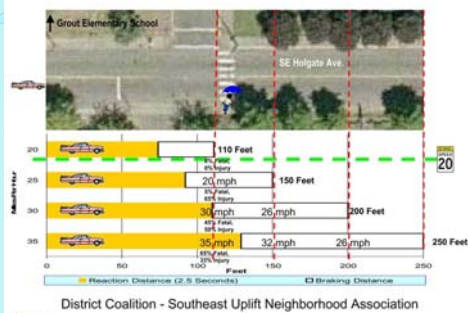 Grout Elementary School
SE Holgate Ave.
20
110 Feet
SPEED
20
25
20 mph
150 Feet
30
30 mph
26 mph
200 Feet
35
35 mph
32 mph
26 mph
250 Feet
0
50
100
150
200
250
Feet
Reaction Distance (2.5 Seconds)
Braking Distance
District Coalition - Southeast Uplift Neighborhood Association